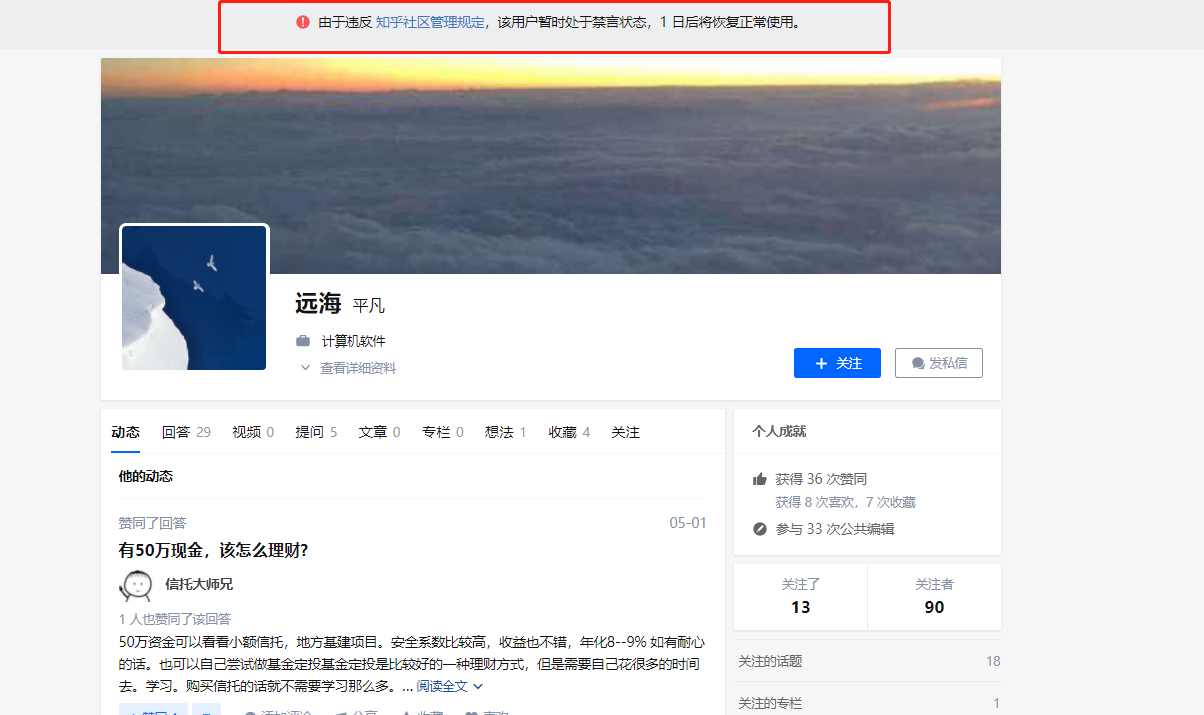 由于违反 知乎社区管理规定，该用户暂时处于禁言状态，1 日后将恢复正常使用。
远海 平凡
计算机软件
查看详细资料
关注
发私信
动态 回答 29 视频 0 提问 5 文章 0 专栏 0 想法 1 收藏 4 关注
他的动态
赞同了回答 05-01
有50万现金，该怎么理财？
信托大师兄
1 人也赞同了该回答
50万资金可以看看小额信托，地方基建项目。安全系数比较高，收益也不错，年化8--9% 如有耐心
的话。也可以自己尝试做基金定投基金定投是比较好的一种理财方式，但是需要自己花很多的时间
去。学习。购买信托的话就不需要学习那么多。... 阅读全文
赞同 1 添加评论 分享 收藏 喜欢
个人成就
获得 36 次赞同
获得 8 次喜欢，7 次收藏
参与 33 次公共编辑
关注了 关注者
13 90
关注的话题 18
关注的专栏 1